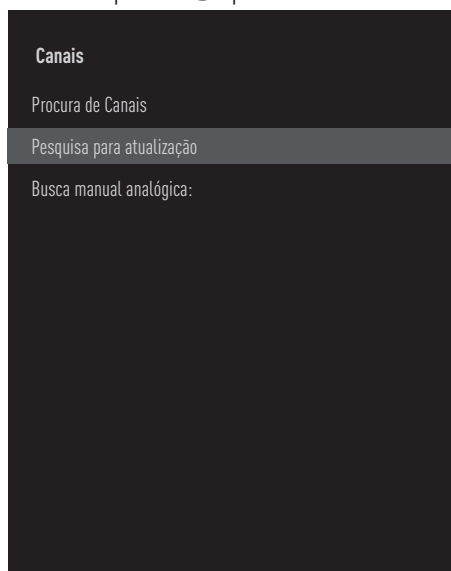 Canais
Procura de Canais
Pesquisa para atualização
Busca manual analógica: